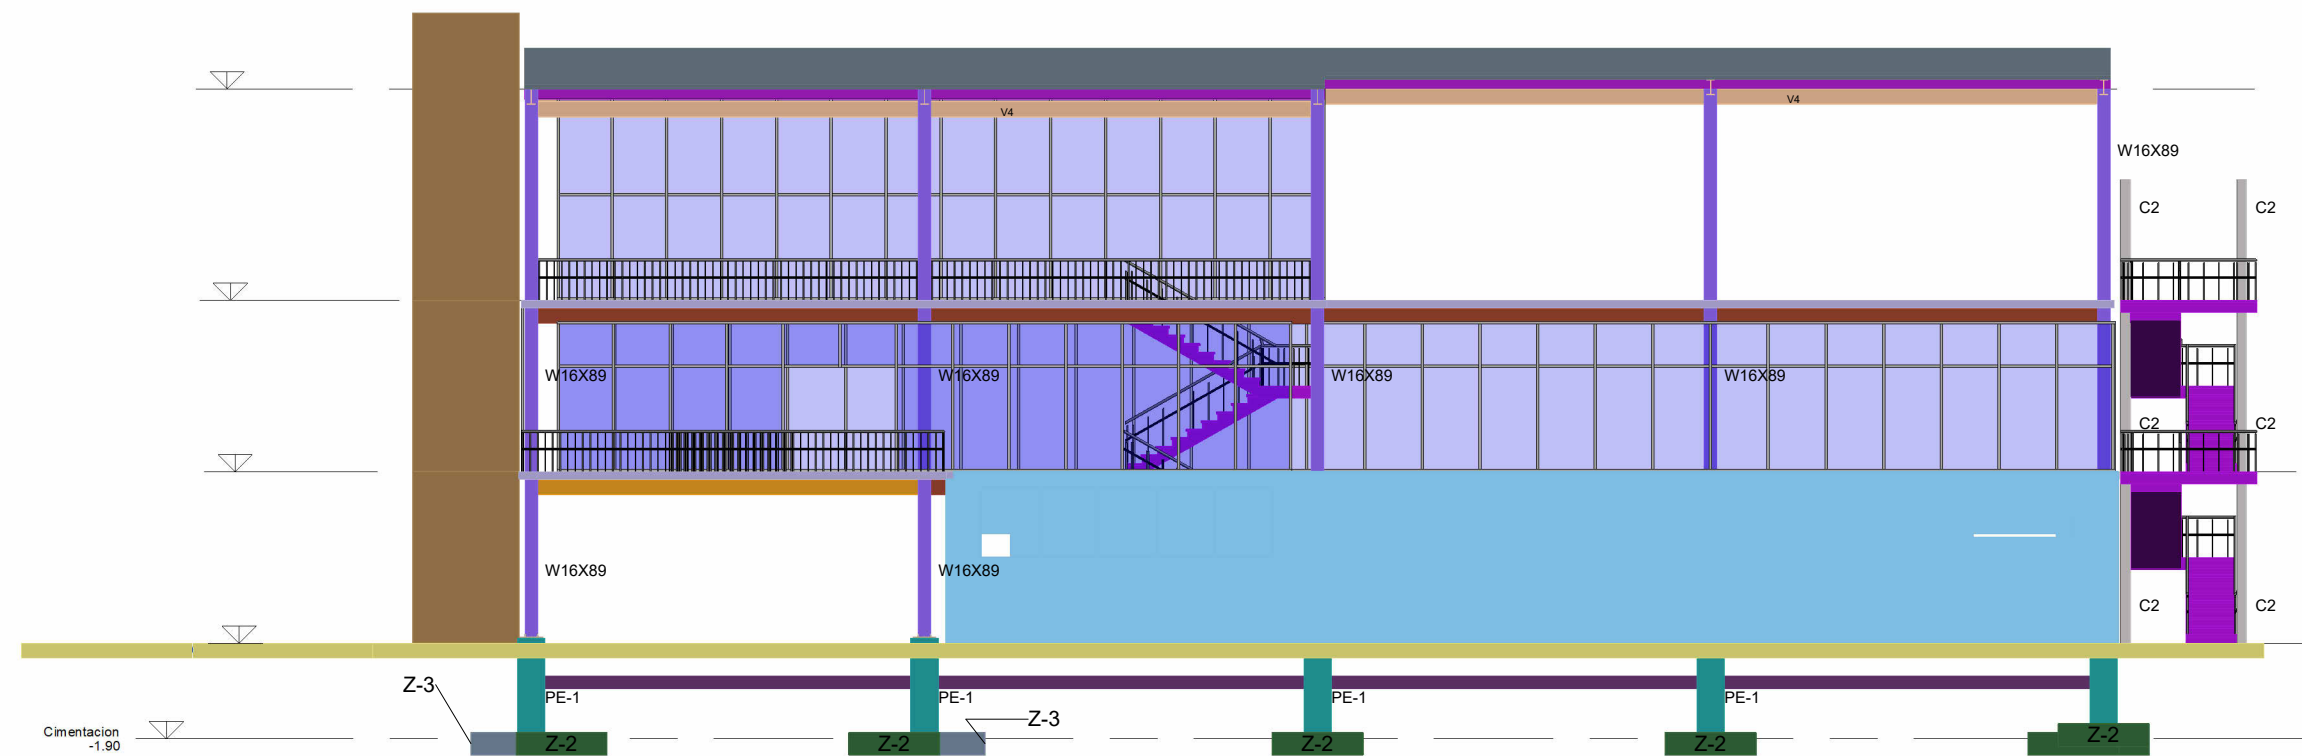 V4
V4
W16X89
C2
C2
W16X89
W16X89
W16X89
W16X89
C2
C2
W16X89
W16X89
C2
C2
Z-3
PE-1
PE-1
PE-1
PE-1
Z-3
Cimentacion
-1.90
Z-2
Z-2
Z-2
Z-2
Z-2